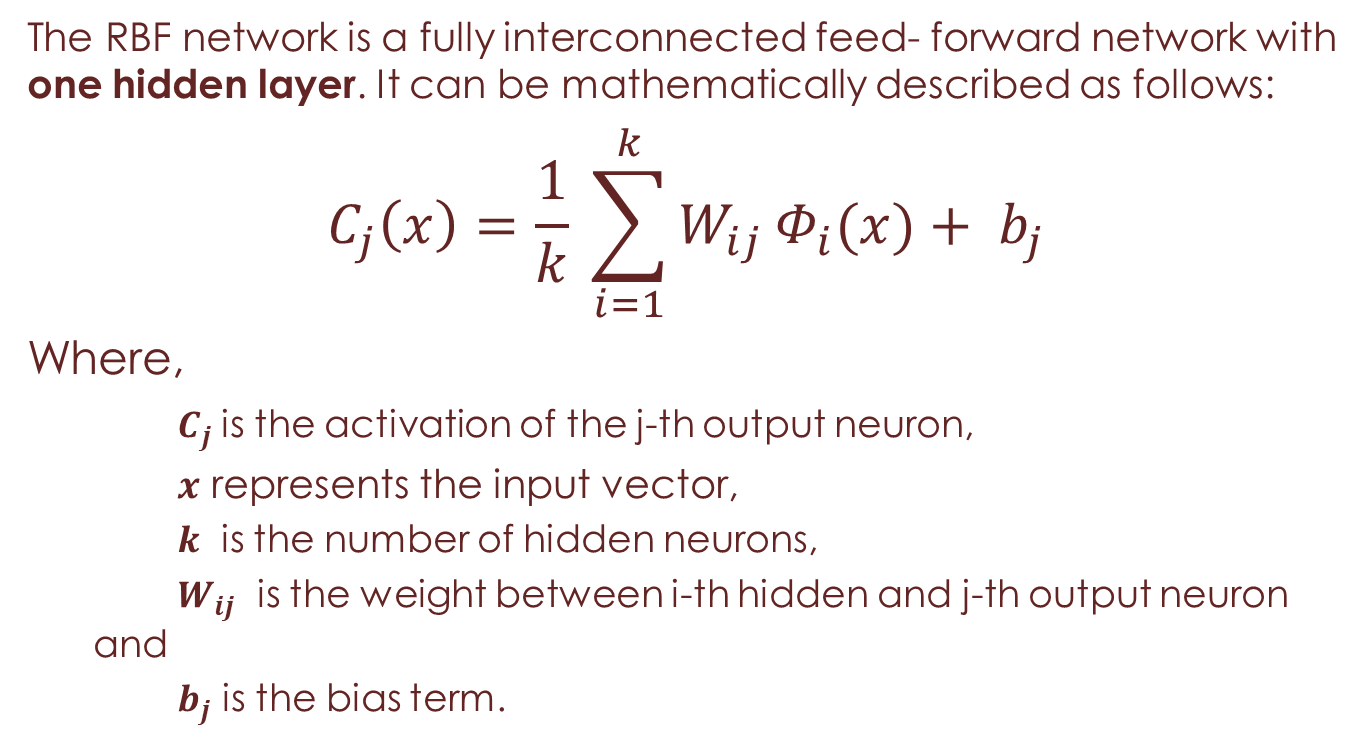 The RBF network is a fully interconnected feed- forward network with
one hidden layer. It can be mathematically described as follows:
C_j(x) = \frac{1}{k} \sum_{i=1}^{k} W_{ij} Φ_i(x) + b_j
Where,
C_j is the activation of the j-th output neuron,
x represents the input vector,
k is the number of hidden neurons,
W_{ij} is the weight between i-th hidden and j-th output neuron
and
b_j is the bias term.